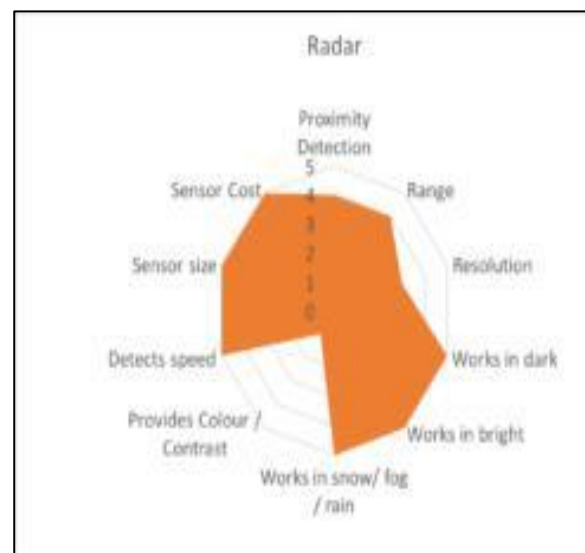 Radar
Proximity
Detection
5
4
3
2
1
0
Sensor Cost
Range
Sensor size
Resolution
Detects speed
Works in dark
Provides Colour /
Contrast
Works in bright
Works in snow/ fog
/ rain